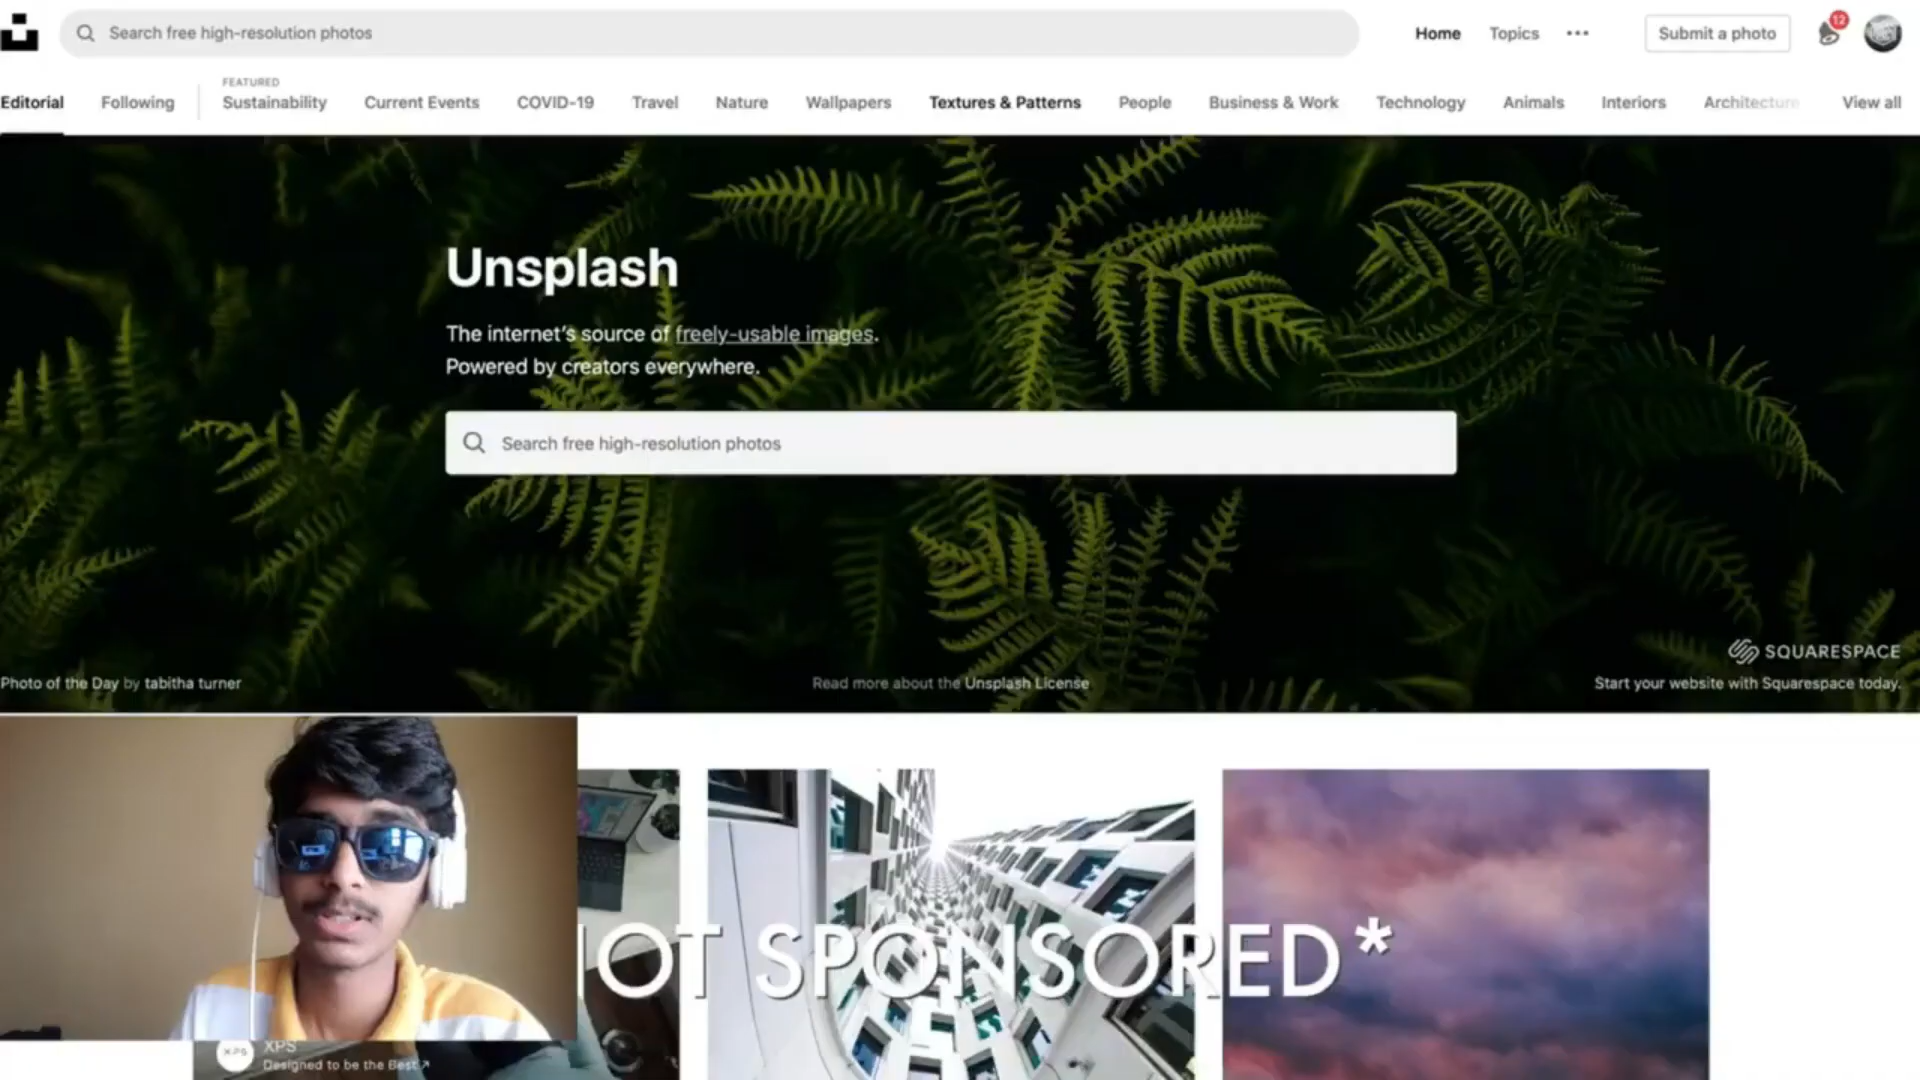 Search free high-resolution photos
Home
Topics
Submit a photo
12
Editorial
Following
FEATURED
Sustainability
Current Events
COVID-19
Travel
Nature
Wallpapers
Textures & Patterns
People
Business & Work
Technology
Animals
Interiors
Architecture
View all
Unsplash
The internet's source of freely-usable images.
Powered by creators everywhere.
Search free high-resolution photos
SQUARESPACE
Photo of the Day by tabitha turner
Read more about the Unsplash License
Start your website with Squarespace today.
OT SPONSORED*
XPS
XPS
Designed to be the Best